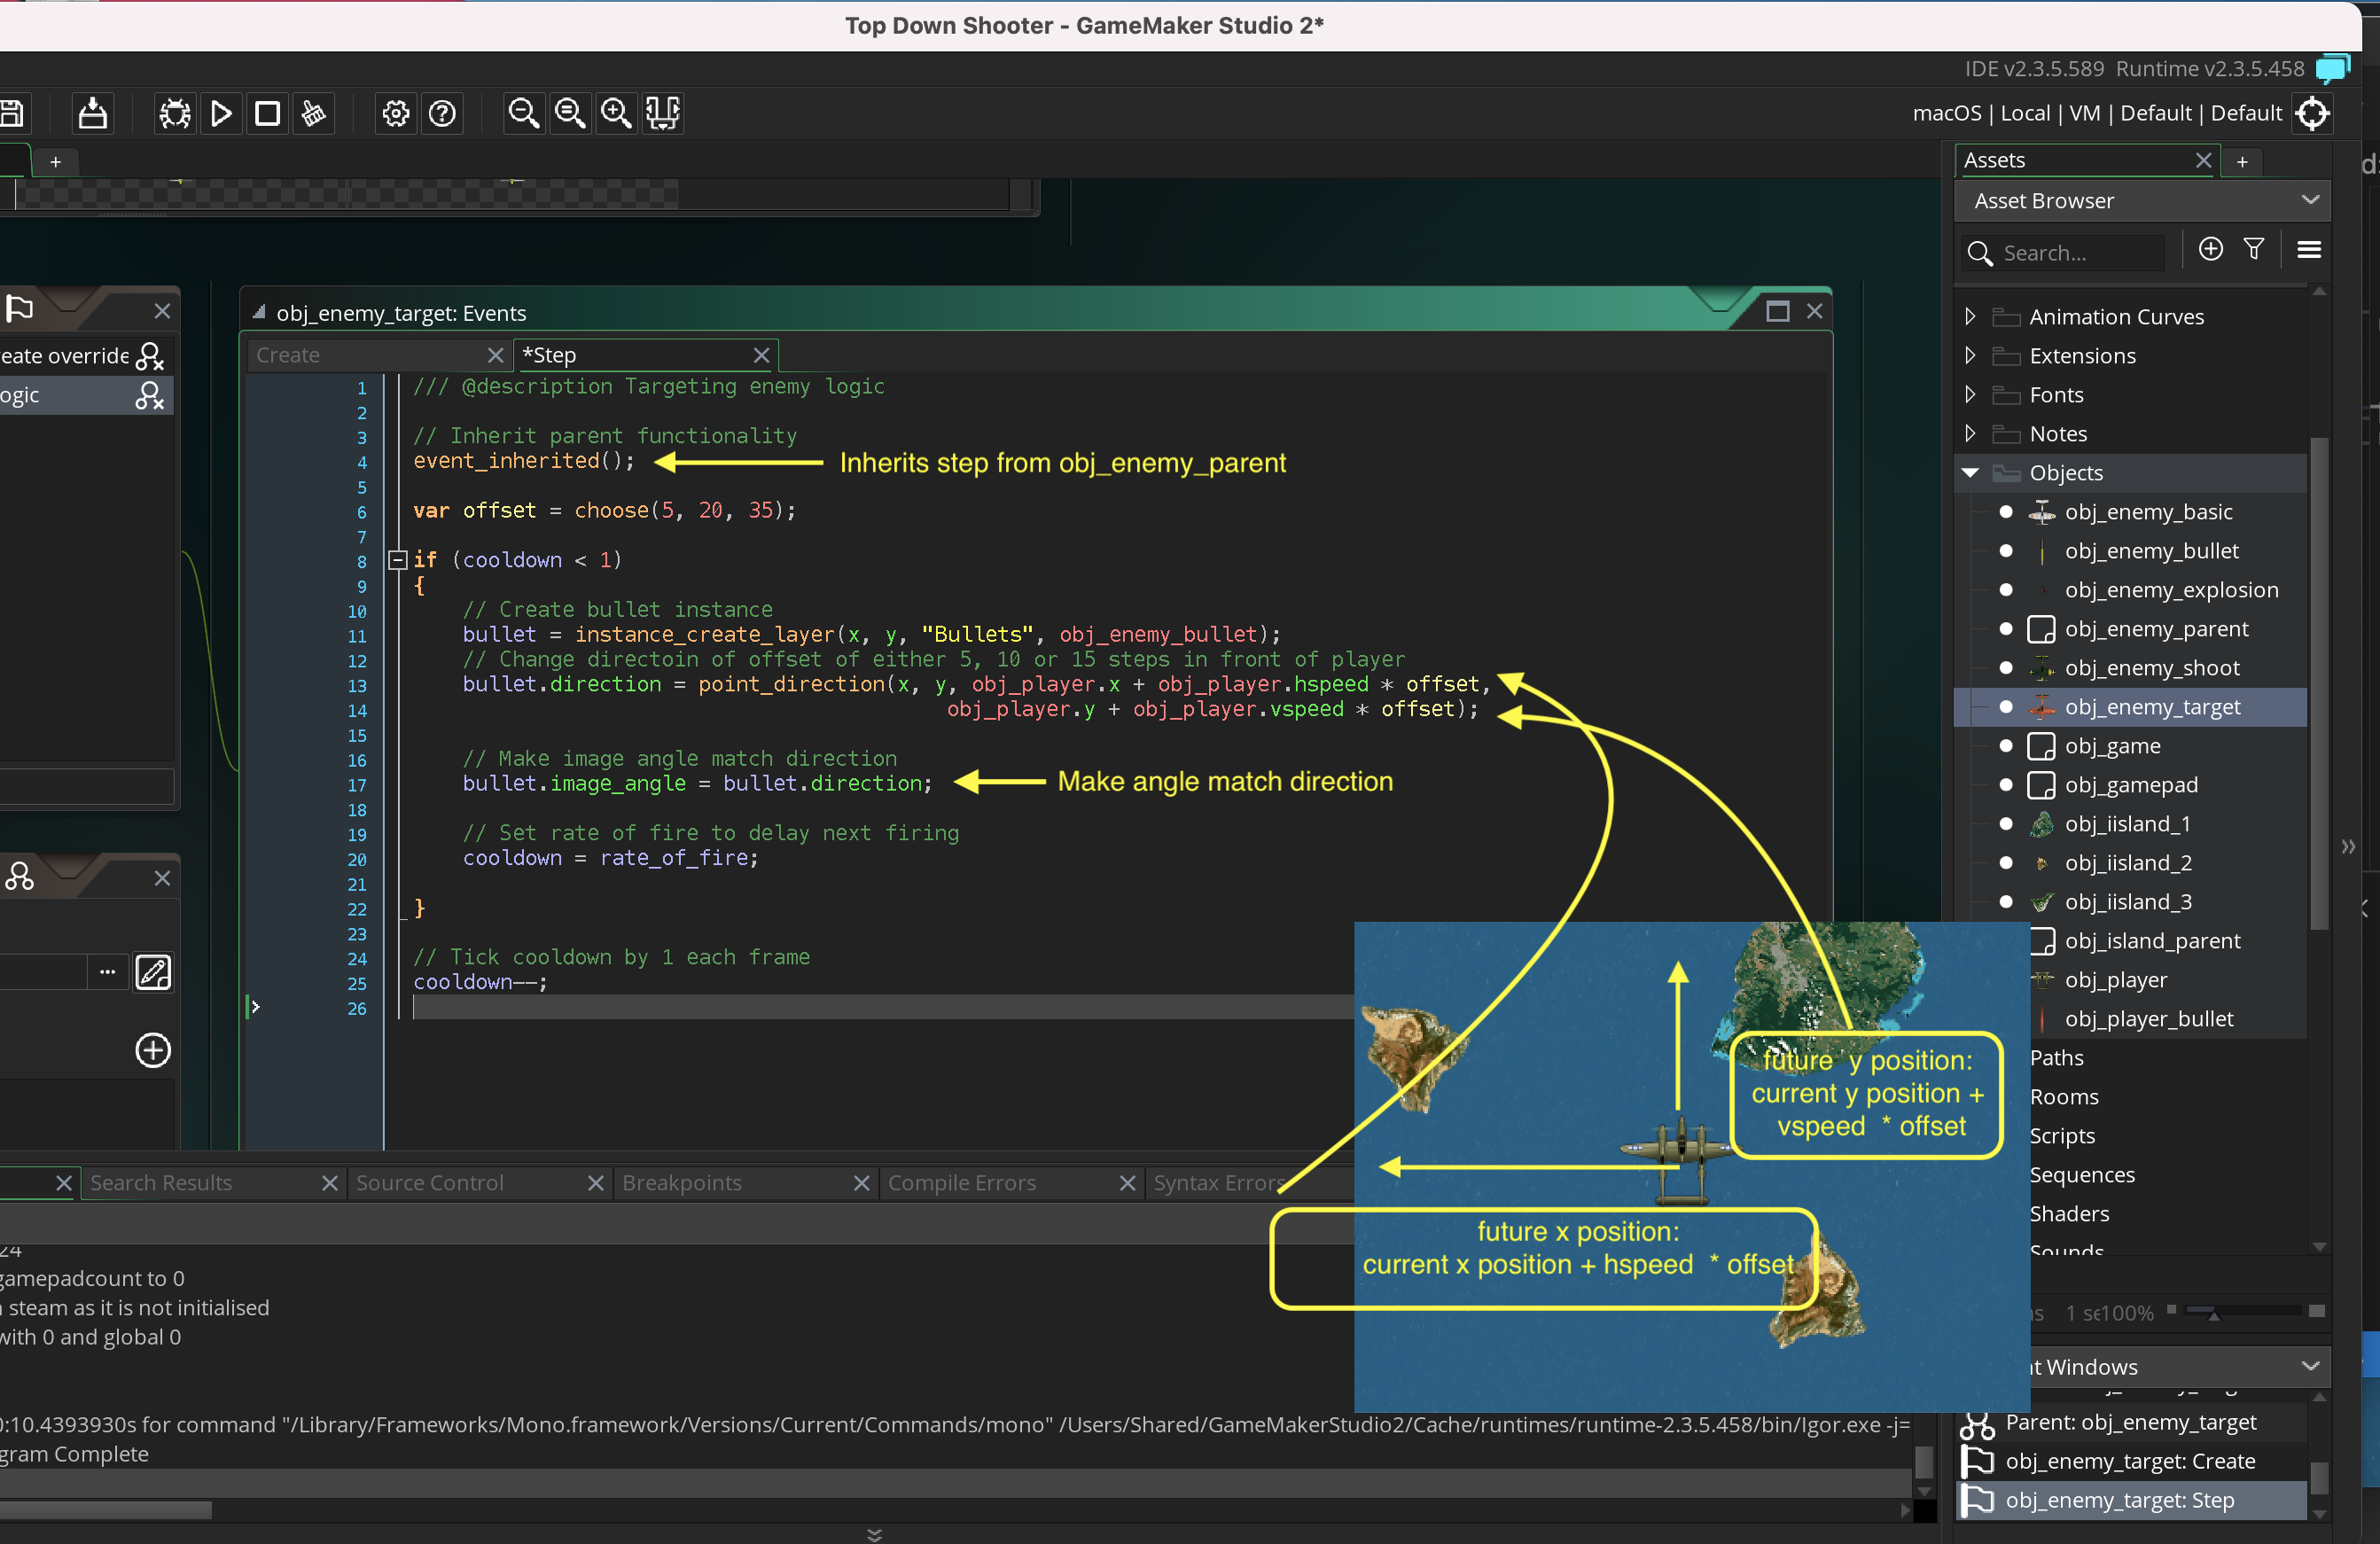 Top Down Shooter - GameMaker Studio 2*
IDE v2.3.5.589 Runtime v2.3.5.458
macOS | Local | VM | Default | Default
+
Assets
+
Asset Browser
Search...
Animation Curves
Extensions
Fonts
Notes
Objects
obj_enemy_basic
obj_enemy_bullet
obj_enemy_explosion
obj_enemy_parent
obj_enemy_shoot
obj_enemy_target
obj_game
obj_gamepad
obj_iisland_1
obj_iisland_2
obj_iisland_3
obj_island_parent
obj_player
obj_player_bullet
Paths
Rooms
Scripts
Sequences
Shaders
Sounds
1 se100%
t Windows
Parent: obj_enemy_target
obj_enemy_target: Create
obj_enemy_target: Step
eate override
ogic
obj_enemy_target: Events
Create
*Step
1 /// @description Targeting enemy logic
2
3 // Inherit parent functionality
4 event_inherited();
Inherits step from obj_enemy_parent
5
6 var offset = choose(5, 20, 35);
7
8 if (cooldown < 1)
9 {
10 // Create bullet instance
11 bullet = instance_create_layer(x, y, "Bullets", obj_enemy_bullet);
12 // Change directoin of offset of either 5, 10 or 15 steps in front of player
13 bullet.direction = point_direction(x, y, obj_player.x + obj_player.hspeed * offset,
14 obj_player.y + obj_player.vspeed * offset);
15
16 // Make image angle match direction
17 bullet.image_angle = bullet.direction;
Make angle match direction
18
19 // Set rate of fire to delay next firing
20 cooldown = rate_of_fire;
21
22 }
23
24 // Tick cooldown by 1 each frame
25 cooldown--;
26
future y position:
current y position +
vspeed * offset
future x position:
current x position + hspeed * offset
Search Results
Source Control
Breakpoints
Compile Errors
Syntax Errors
24
gamepadcount to 0
steam as it is not initialised
with 0 and global 0
0:10.4393930s for command "/Library/Frameworks/Mono.framework/Versions/Current/Commands/mono" /Users/Shared/GameMakerStudio2/Cache/runtimes/runtime-2.3.5.458/bin/Igor.exe -j=
gram Complete